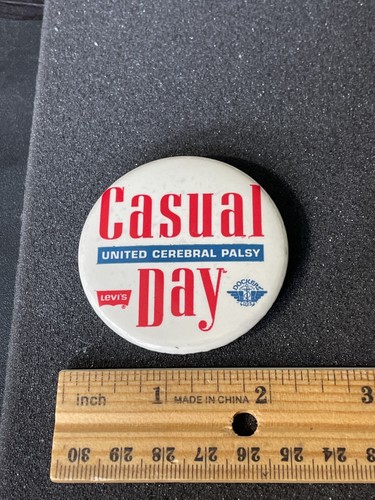 Casual
UNITED CEREBRAL PALSY
Day
LEVI'S
DOCKERS
inch 1 MADE IN CHINA 2 3
30 29 28 27 26 25 24 23